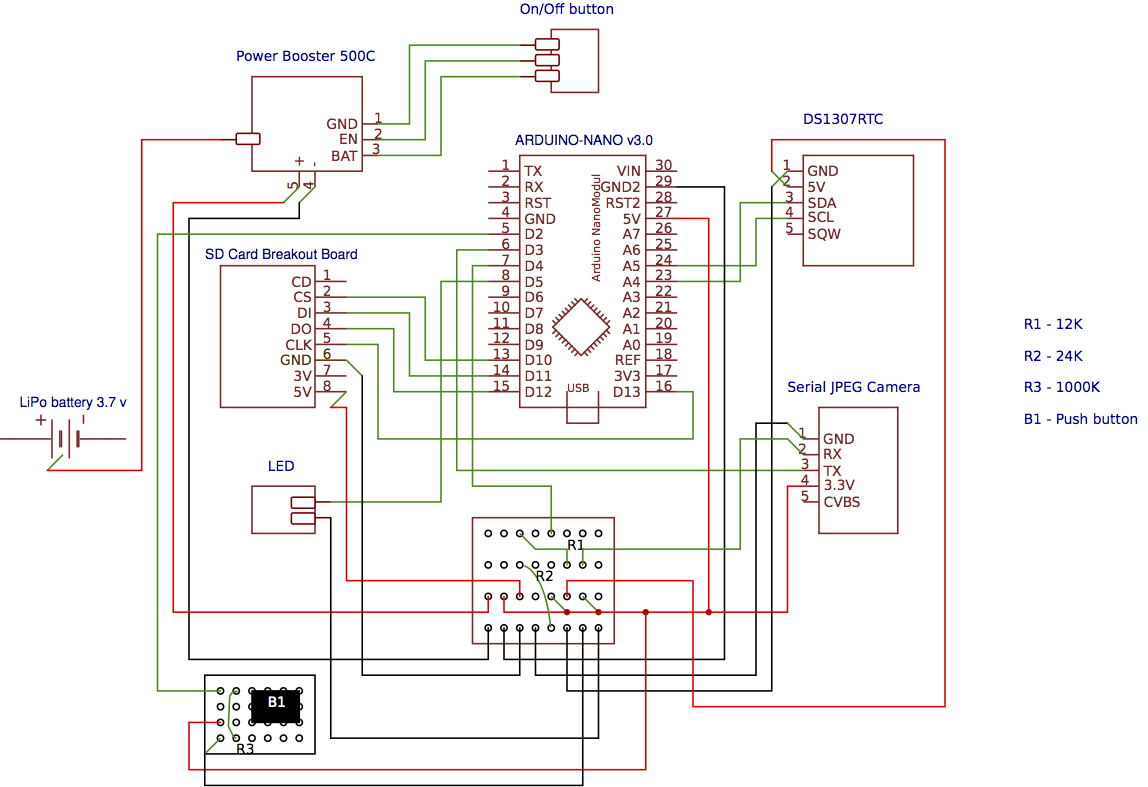 On/Off button
Power Booster 500C
GND 1
EN 2
BAT 3
+ -
5 4
ARDUINO-NANO v3.0
1 TX VIN 30
2 RX GND2 29
3 RST RST2 28
4 GND 5V 27
5 D2 A7 26
6 D3 A6 25
7 D4 A5 24
8 D5 A4 23
9 D6 A3 22
10 D7 A2 21
11 D8 A1 20
12 D9 A0 19
13 D10 REF 18
14 D11 3V3 17
15 D12 D13 16
Arduino NanoModul
USB
DS1307RTC
1 GND
2 5V
3 SDA
4 SCL
5 SQW
SD Card Breakout Board
CD 1
CS 2
DI 3
DO 4
CLK 5
GND 6
3V 7
5V 8
R1 - 12K
R2 - 24K
R3 - 1000K
B1 - Push button
LiPo battery 3.7 v
+ -
Serial JPEG Camera
1 GND
2 RX
3 TX
4 3.3V
5 CVBS
LED
R1
R2
B1
R3